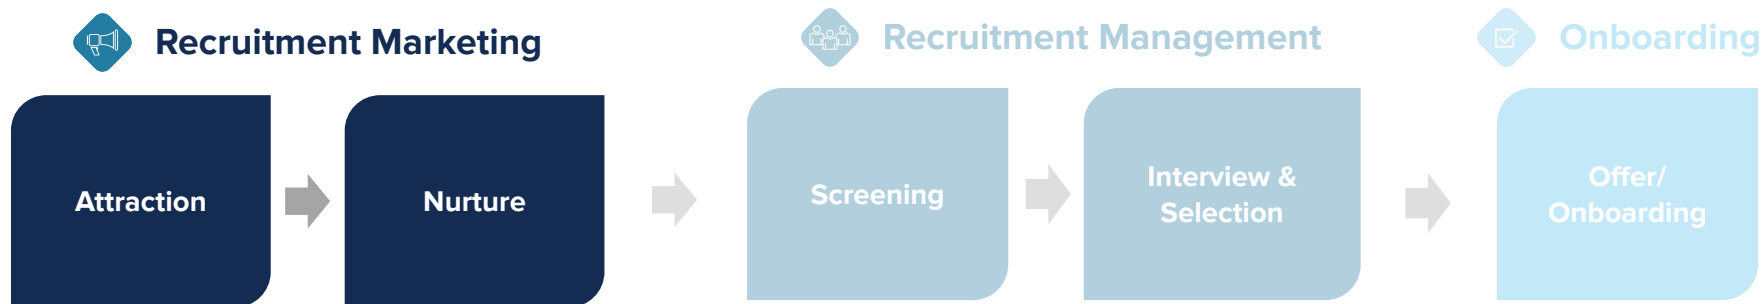 Recruitment Marketing
Recruitment Management
Onboarding
Attraction
Nurture
Screening
Interview &
Selection
Offer/
Onboarding